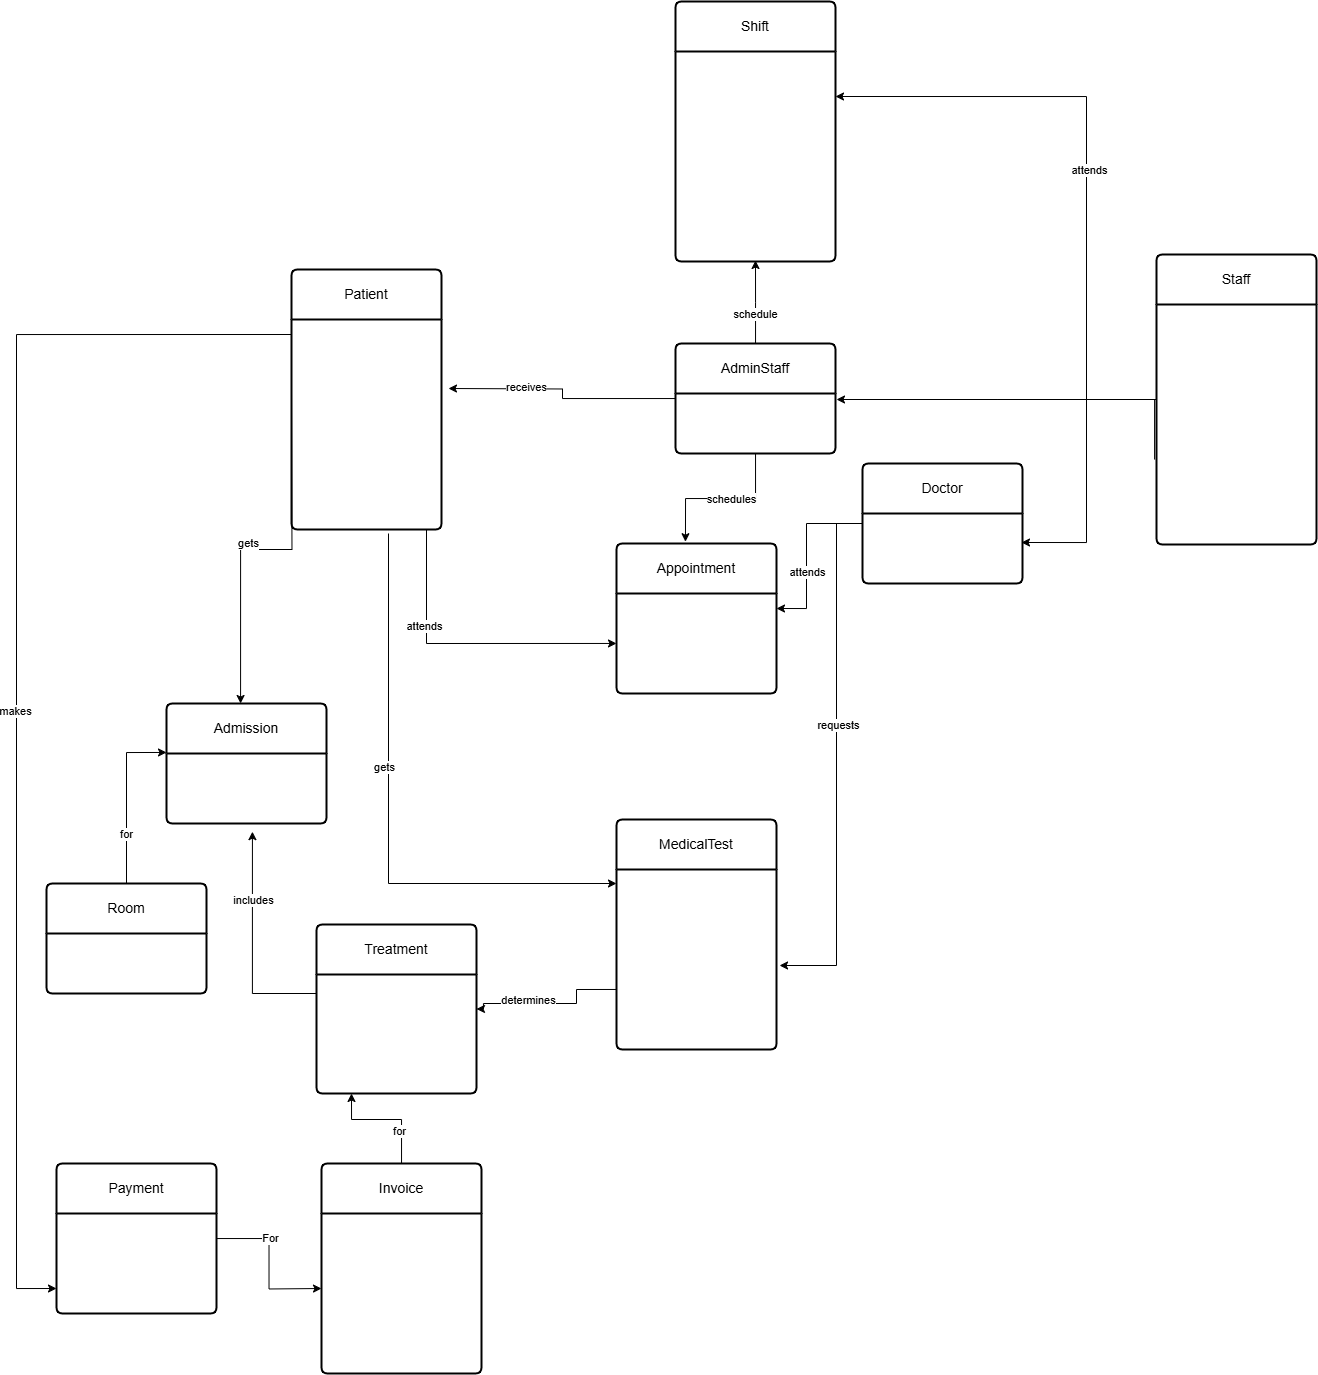 Shift
attends
Staff
Patient
schedule
AdminStaff
receives
Doctor
schedules
gets
Appointment
attends
attends
makes
Admission
requests
gets
for
MedicalTest
includes
Room
Treatment
determines
for
Payment
Invoice
For